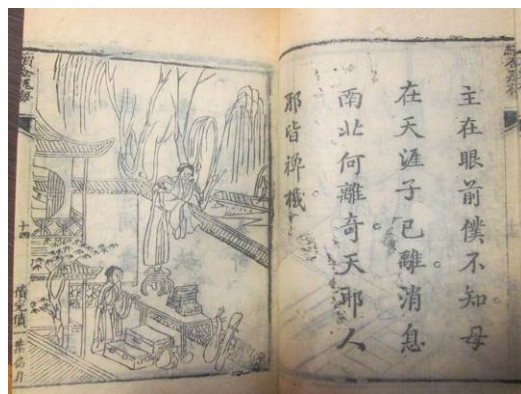 主在眼前僕不知。母
在天涯子已離。消息
南北何離奇。天耶人
耶皆禪機。
十四